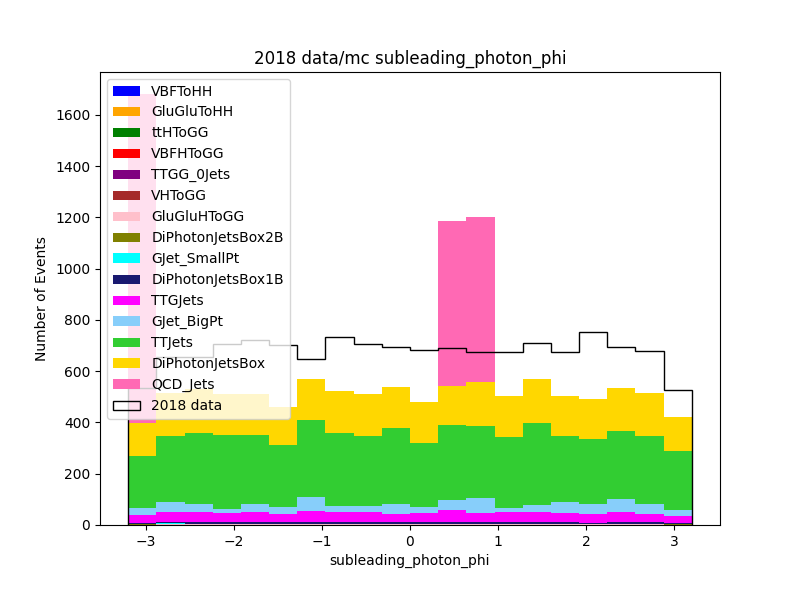 2018 data/mc subleading_photon_phi
Number of Events
1600
1400
1200
1000
800
600
400
200
0
VBFToHH
GluGluToHH
ttHToGG
VBFHToGG
TTGG_0Jets
VHToGG
GluGluHToGG
DiPhotonJetsBox2B
GJet_SmallPt
DiPhotonJetsBox1B
TTGJets
GJet_BigPt
TTJets
DiPhotonJetsBox
QCD_Jets
2018 data
−3 −2 −1 0 1 2 3
subleading_photon_phi